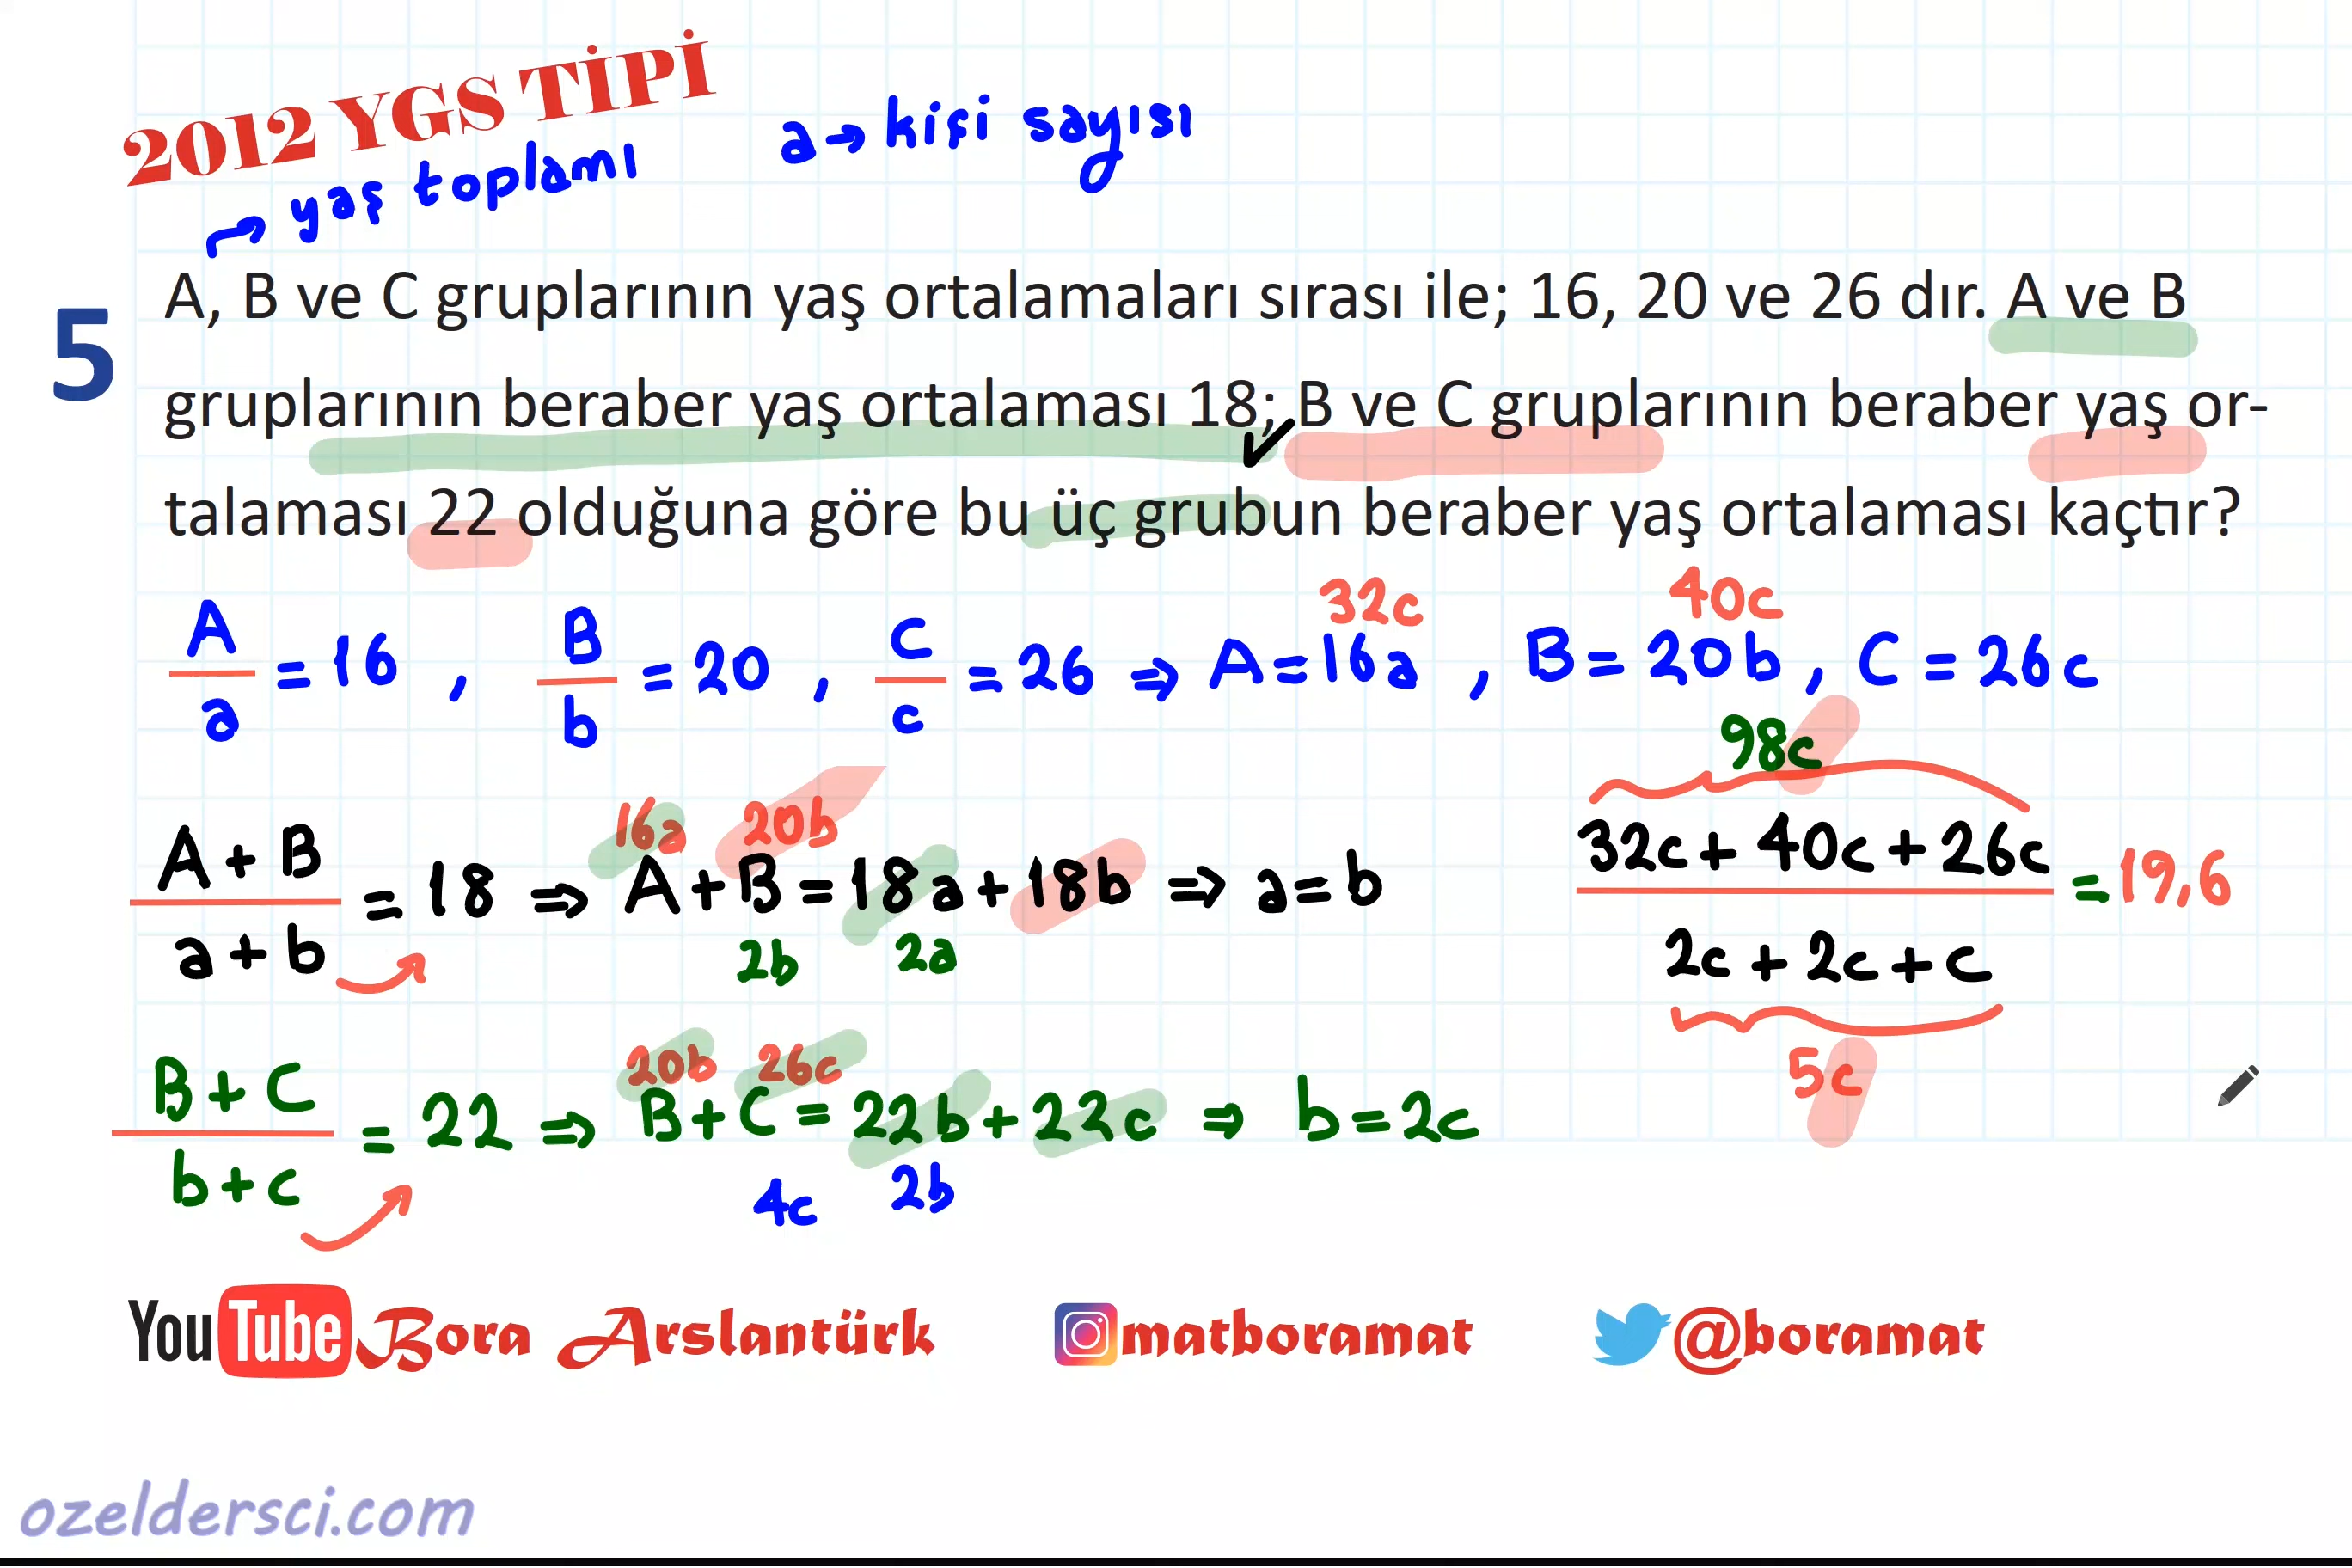 2012 YGS TİPİ
yaş toplamı
a → kişi sayısı
5
A, B ve C gruplarının yaş ortalamaları sırası ile; 16, 20 ve 26 dır. A ve B
gruplarının beraber yaş ortalaması 18; B ve C gruplarının beraber yaş or-
talaması 22 olduğuna göre bu üç grubun beraber yaş ortalaması kaçtır?
32c 40c
A/a = 16 , B/b = 20 , C/c = 26 ⇒ A = 16a , B = 20b , C = 26c
98c
16a 20b
(A + B)/(a + b) = 18 ⇒ A + B = 18a + 18b ⇒ a = b
2b 2a
(32c + 40c + 26c)/(2c + 2c + c) = 19,6
5c
20b 26c
(B + C)/(b + c) = 22 ⇒ B + C = 22b + 22c ⇒ b = 2c
4c 2b
YouTube Bora Arslantürk matboramat @boramat
ozeldersci.com